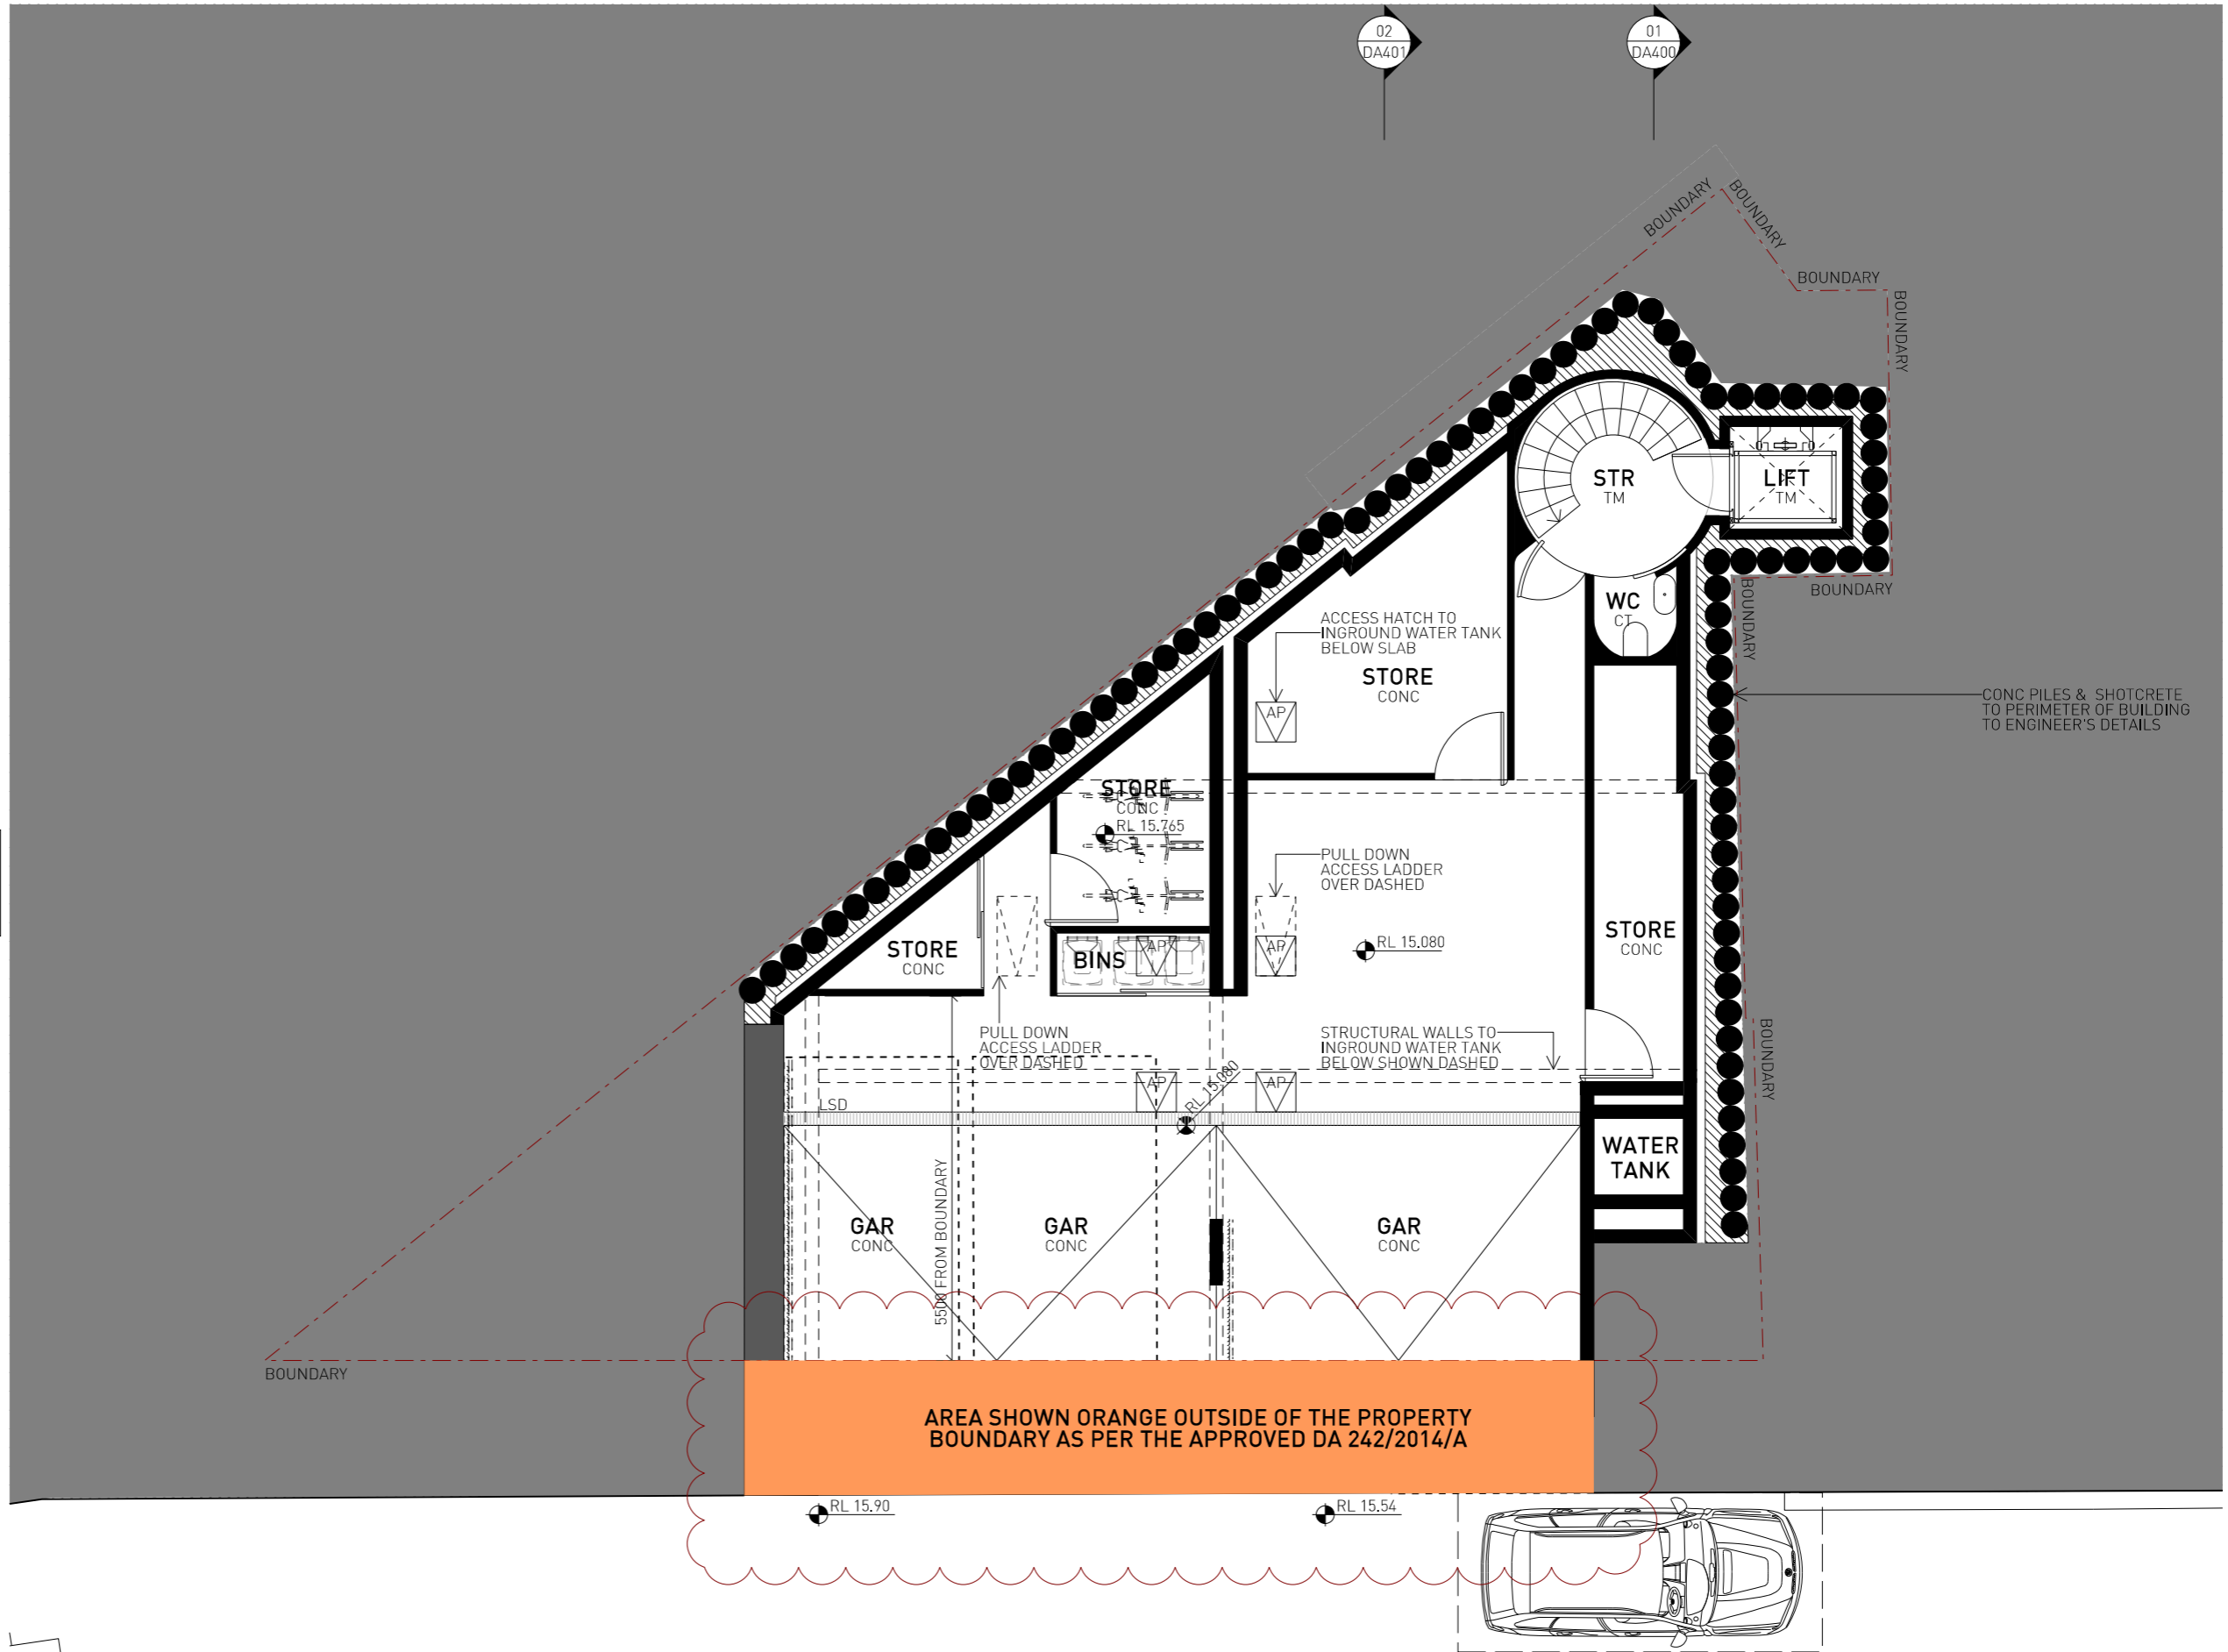 02
DA401
01
DA400
BOUNDARY
BOUNDARY
BOUNDARY
BOUNDARY
STR
TM
LIFT
TM
BOUNDARY
BOUNDARY
WC
CT
ACCESS HATCH TO
INGROUND WATER TANK
BELOW SLAB
STORE
CONC
AP
CONC PILES & SHOTCRETE
TO PERIMETER OF BUILDING
TO ENGINEER'S DETAILS
STORE
CONC
RL 15.765
PULL DOWN
ACCESS LADDER
OVER DASHED
STORE
CONC
BINS
AP
AP
RL 15.080
STORE
CONC
PULL DOWN
ACCESS LADDER
OVER DASHED
STRUCTURAL WALLS TO
INGROUND WATER TANK
BELOW SHOWN DASHED
BOUNDARY
AP
AP
RL 15.080
LSD
WATER
TANK
5500 FROM BOUNDARY
GAR
CONC
GAR
CONC
GAR
CONC
BOUNDARY
AREA SHOWN ORANGE OUTSIDE OF THE PROPERTY
BOUNDARY AS PER THE APPROVED DA 242/2014/A
RL 15.90
RL 15.54